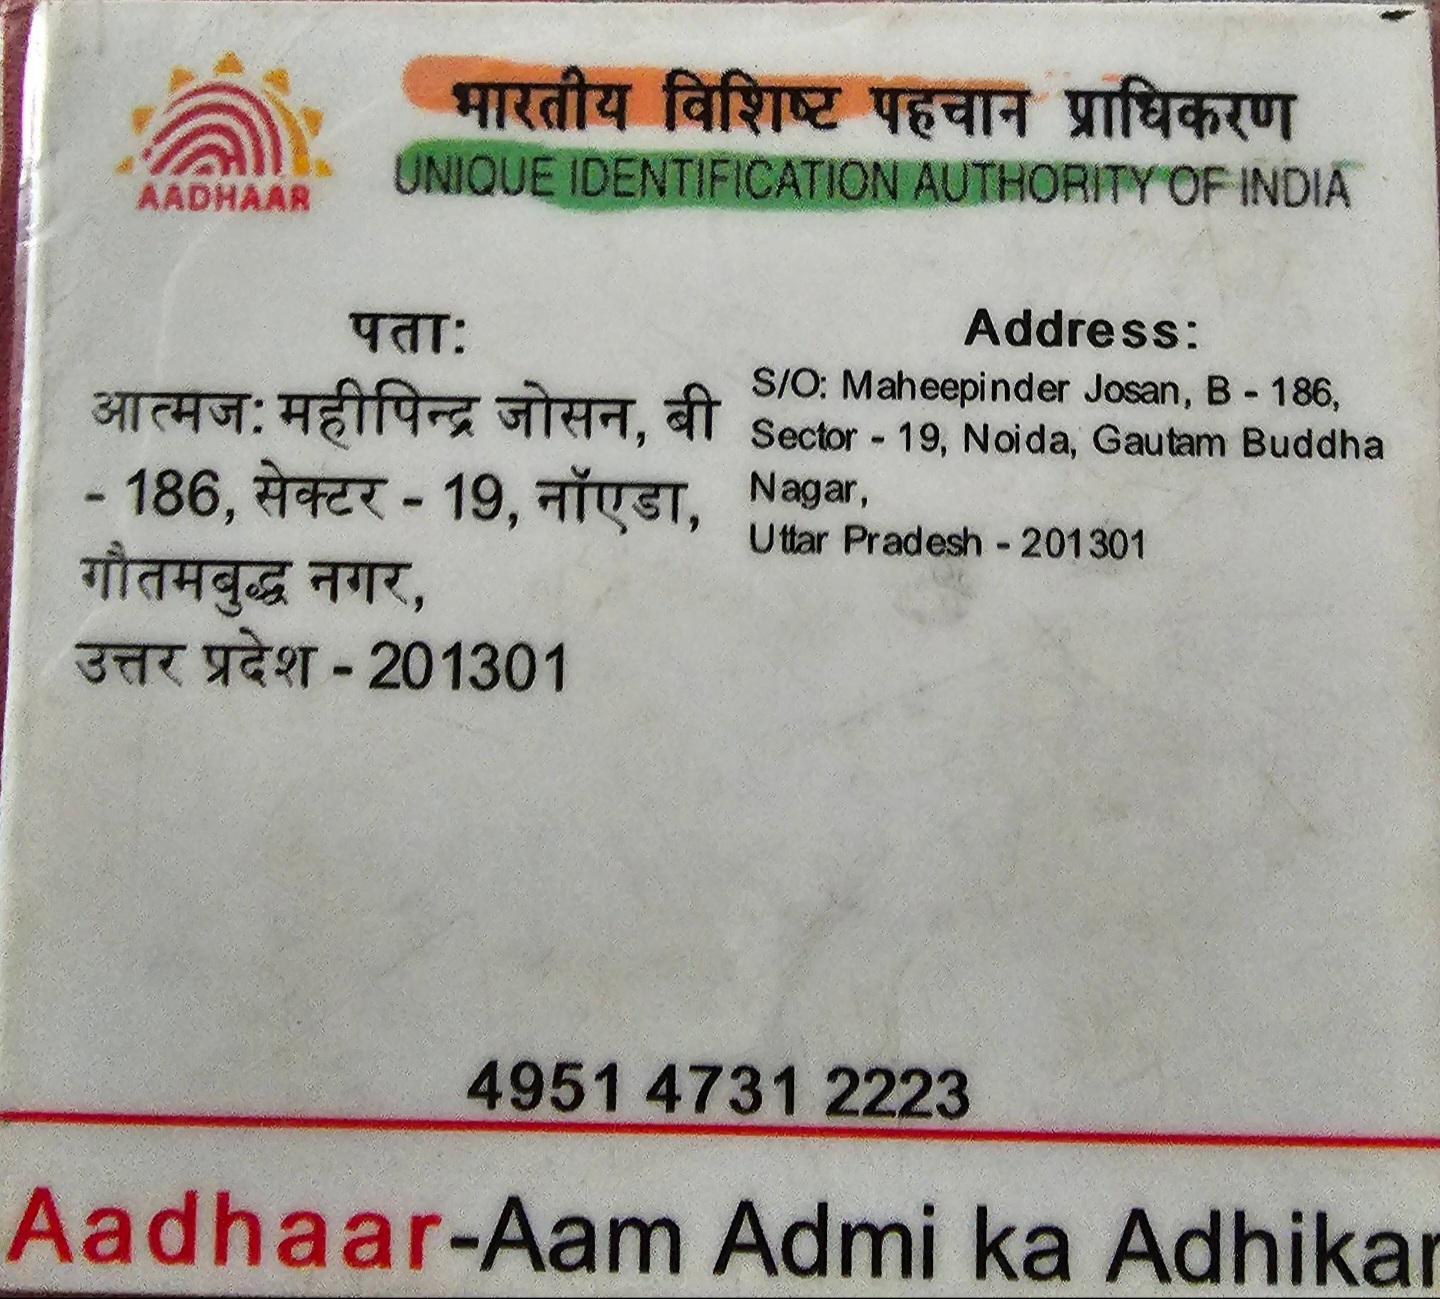 भारतीय विशिष्ट पहचान प्राधिकरण
AADHAAR
UNIQUE IDENTIFICATION AUTHORITY OF INDIA
पता:
आत्मज: महीपिन्द्र जोसन, बी
- 186, सेक्टर - 19, नॉएडा,
गौतमबुद्ध नगर,
उत्तर प्रदेश - 201301
Address:
S/O: Maheepinder Josan, B - 186,
Sector - 19, Noida, Gautam Buddha
Nagar,
Uttar Pradesh - 201301
4951 4731 2223
Aadhaar-Aam Admi ka Adhikar